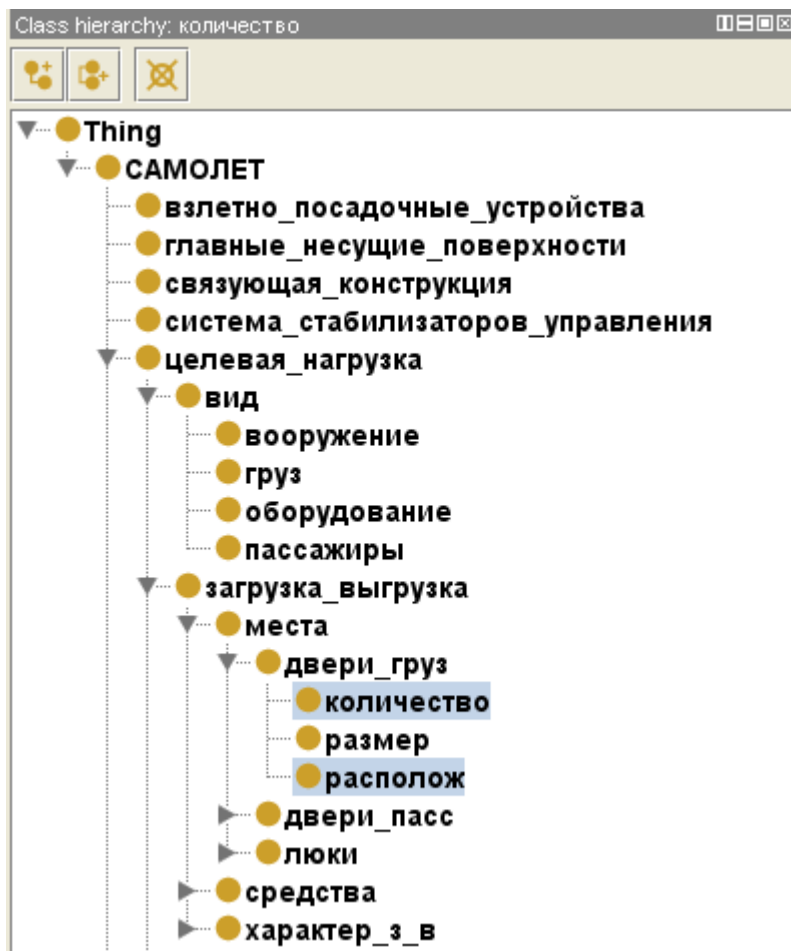 Class hierarchy: количество
Thing
САМОЛЕТ
взлетно_посадочные_устройства
главные_несущие_поверхности
связующая_конструкция
система_стабилизаторов_управления
целевая_нагрузка
вид
вооружение
груз
оборудование
пассажиры
загрузка_выгрузка
места
двери_груз
количество
размер
располож
двери_пасс
люки
средства
характер_з_в